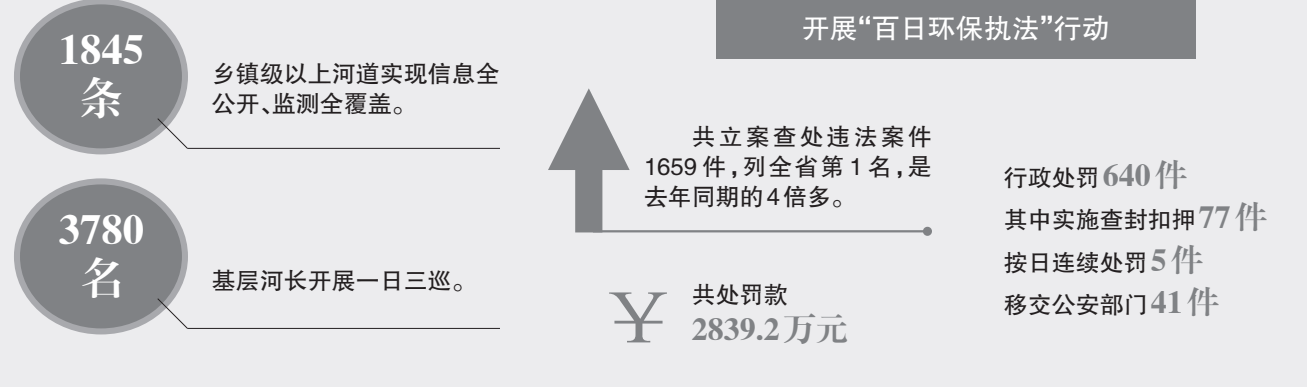 1845
条
乡镇级以上河道实现信息全
公开、监测全覆盖。
3780
名
基层河长开展一日三巡。
开展“百日环保执法”行动
共立案查处违法案件
1659件,列全省第1名,是
去年同期的4倍多。
¥
共处罚款
2839.2万元
行政处罚640件
其中实施查封扣押77件
按日连续处罚5件
移交公安部门41件